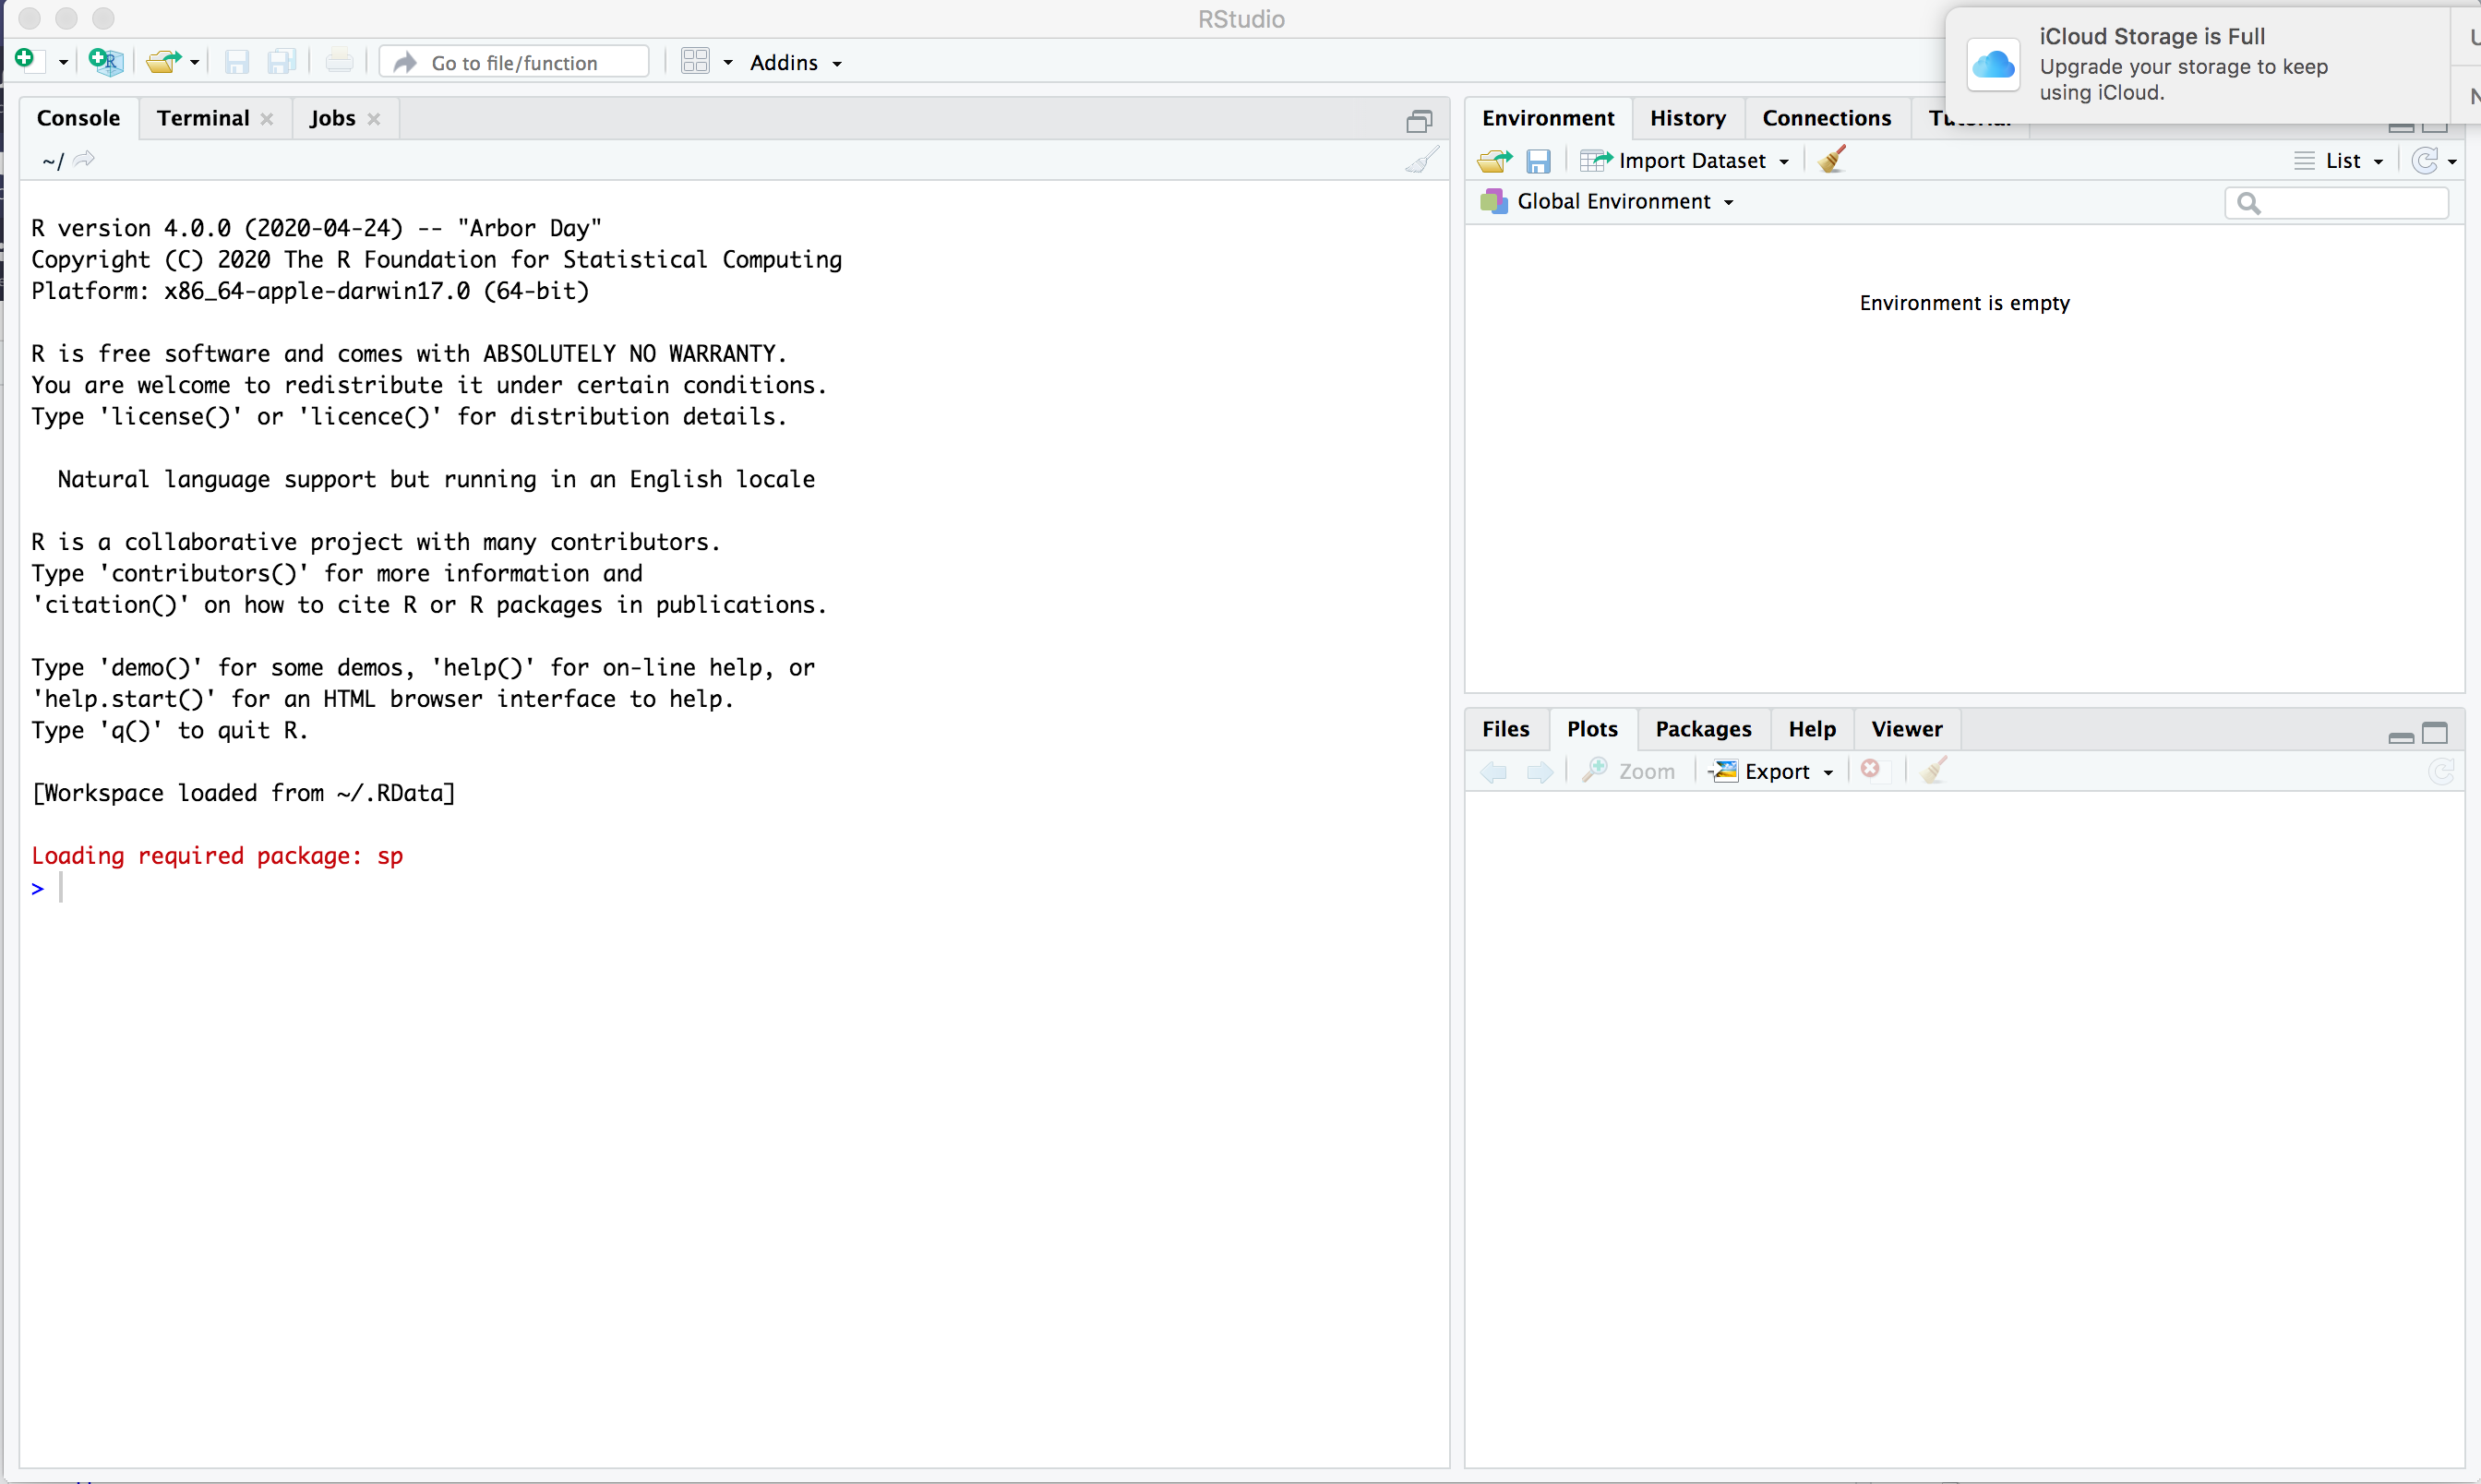 RStudio
Go to file/function
Addins
iCloud Storage is Full
Upgrade your storage to keep
using iCloud.
Console Terminal Jobs
~/
R version 4.0.0 (2020-04-24) -- "Arbor Day"
Copyright (C) 2020 The R Foundation for Statistical Computing
Platform: x86_64-apple-darwin17.0 (64-bit)
R is free software and comes with ABSOLUTELY NO WARRANTY.
You are welcome to redistribute it under certain conditions.
Type 'license()' or 'licence()' for distribution details.
Natural language support but running in an English locale
R is a collaborative project with many contributors.
Type 'contributors()' for more information and
'citation()' on how to cite R or R packages in publications.
Type 'demo()' for some demos, 'help()' for on-line help, or
'help.start()' for an HTML browser interface to help.
Type 'q()' to quit R.
[Workspace loaded from ~/.RData]
Loading required package: sp
>
Environment History Connections
Import Dataset List
Global Environment
Environment is empty
Files Plots Packages Help Viewer
Zoom Export